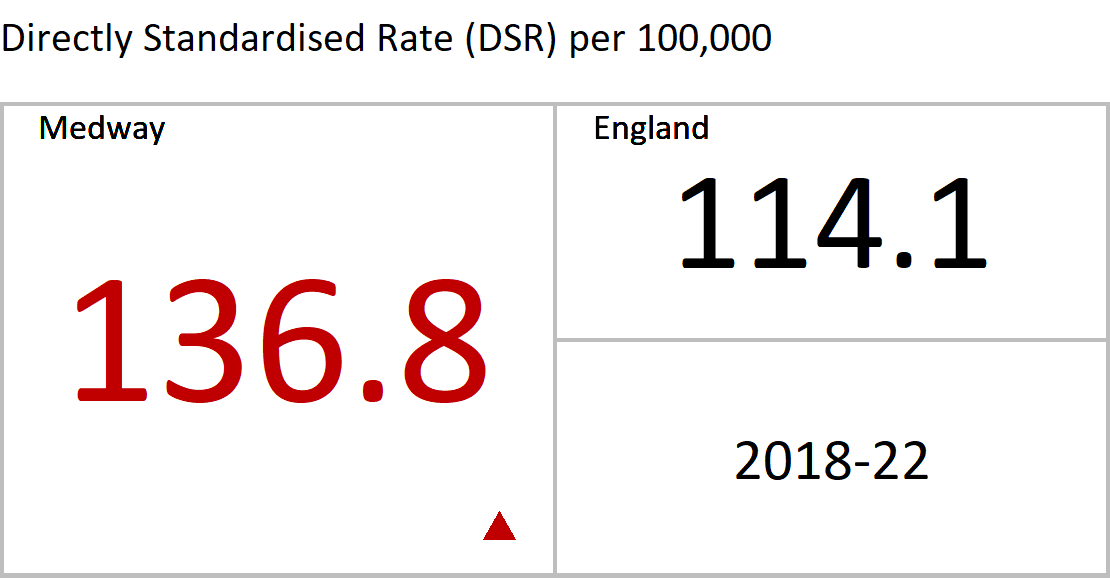 Directly Standardised Rate (DSR) per 100,000
Medway
136.8
England
114.1
2018-22